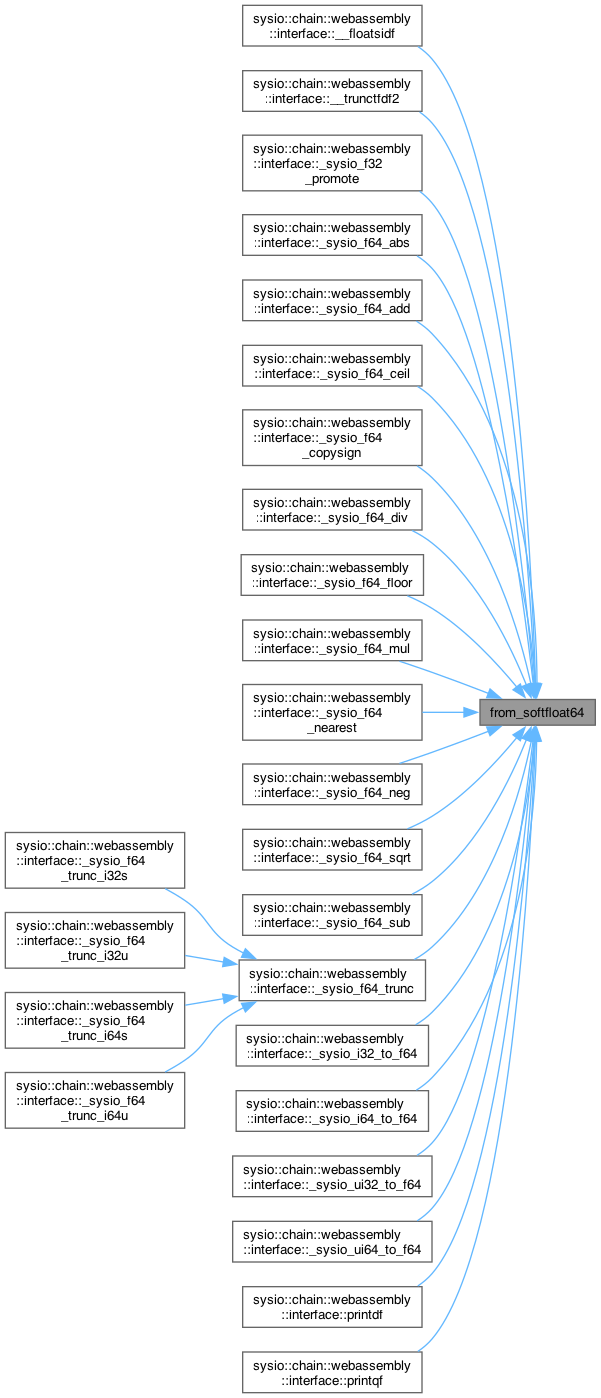 sysio::chain::webassembly
::interface::__floatsidf
sysio::chain::webassembly
::interface::__trunctfdf2
sysio::chain::webassembly
::interface::_sysio_f32
_promote
sysio::chain::webassembly
::interface::_sysio_f64_abs
sysio::chain::webassembly
::interface::_sysio_f64_add
sysio::chain::webassembly
::interface::_sysio_f64_ceil
sysio::chain::webassembly
::interface::_sysio_f64
_copysign
sysio::chain::webassembly
::interface::_sysio_f64_div
sysio::chain::webassembly
::interface::_sysio_f64_floor
sysio::chain::webassembly
::interface::_sysio_f64_mul
sysio::chain::webassembly
::interface::_sysio_f64
_nearest
from_softfloat64
sysio::chain::webassembly
::interface::_sysio_f64_neg
sysio::chain::webassembly
::interface::_sysio_f64_sqrt
sysio::chain::webassembly
::interface::_sysio_f64_sub
sysio::chain::webassembly
::interface::_sysio_f64_trunc
sysio::chain::webassembly
::interface::_sysio_f64
_trunc_i32s
sysio::chain::webassembly
::interface::_sysio_f64
_trunc_i32u
sysio::chain::webassembly
::interface::_sysio_f64
_trunc_i64s
sysio::chain::webassembly
::interface::_sysio_f64
_trunc_i64u
sysio::chain::webassembly
::interface::_sysio_i32_to_f64
sysio::chain::webassembly
::interface::_sysio_i64_to_f64
sysio::chain::webassembly
::interface::_sysio_ui32_to_f64
sysio::chain::webassembly
::interface::_sysio_ui64_to_f64
sysio::chain::webassembly
::interface::printdf
sysio::chain::webassembly
::interface::printqf